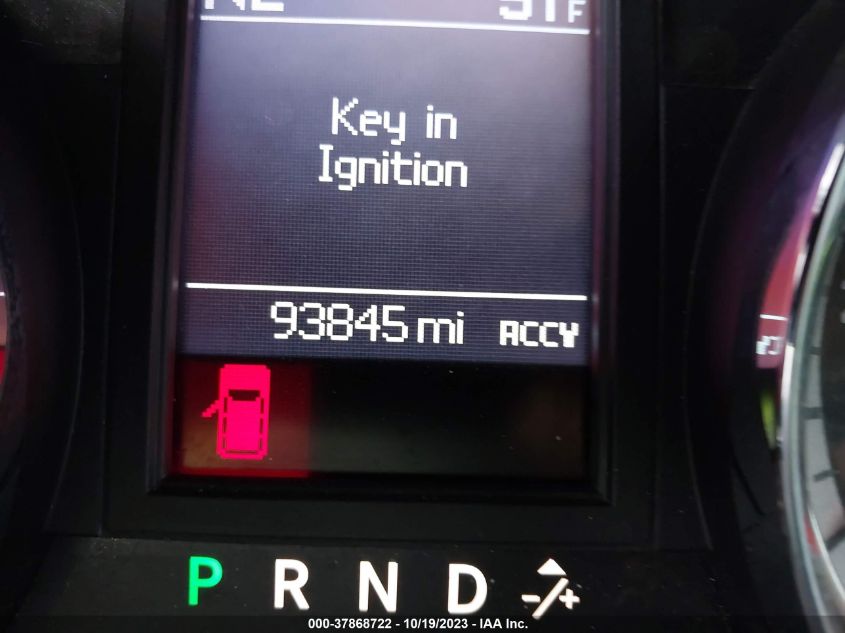 Key in
Ignition
93845 mi ACCY
P R N D -/+
000-37868722 - 10/19/2023 - IAA Inc.